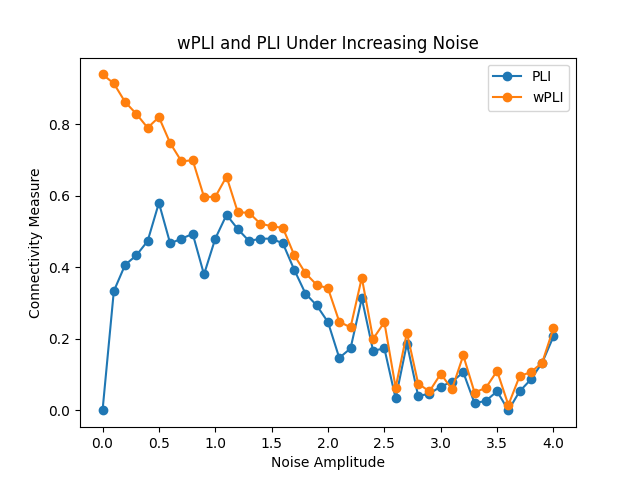 wPLI and PLI Under Increasing Noise
PLI
wPLI
Connectivity Measure
0.8
0.6
0.4
0.2
0.0
0.0 0.5 1.0 1.5 2.0 2.5 3.0 3.5 4.0
Noise Amplitude